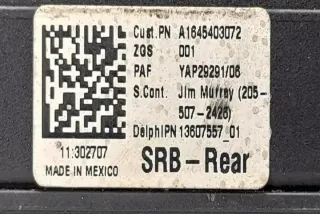 Cust.PN A1645403072
ZGS 001
PAF YAP29291/06
S.Cont. Jim Murray (205-
507-2426)
DelphiPN 13607557_01
11:302707
MADE IN MEXICO
SRB-Rear